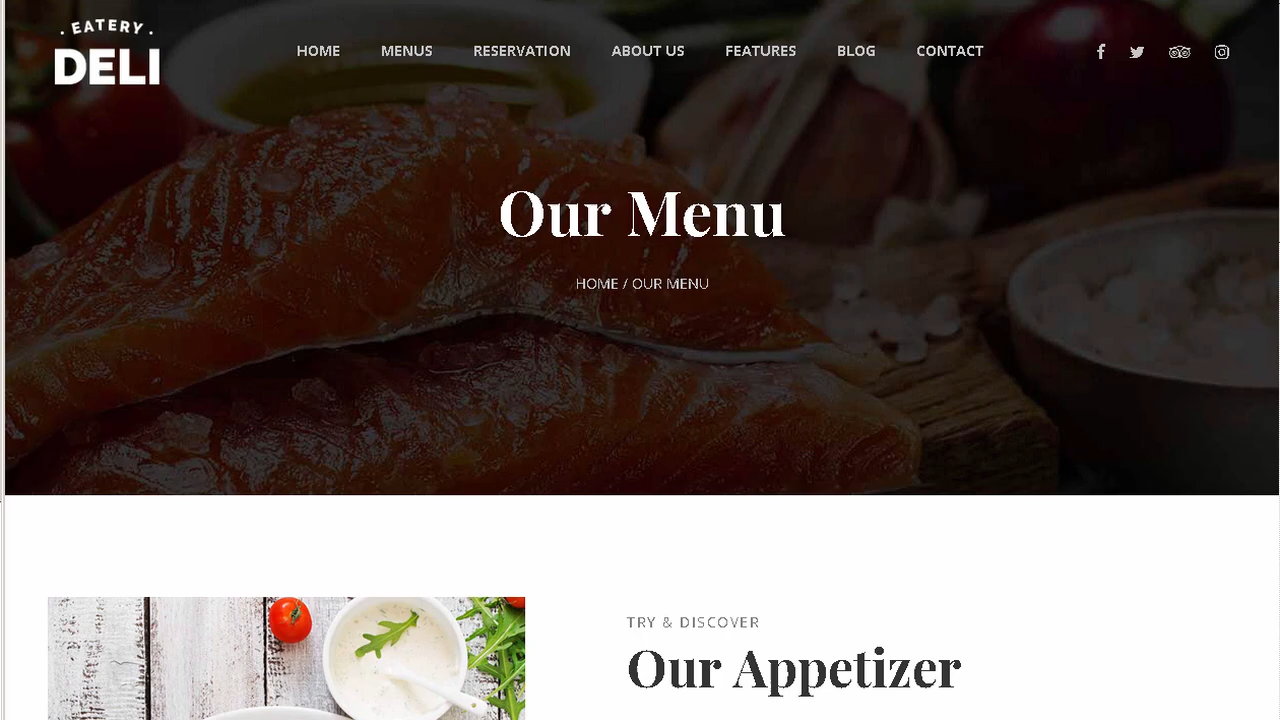 · EATERY ·
DELI
HOME MENUS RESERVATION ABOUT US FEATURES BLOG CONTACT
Our Menu
HOME / OUR MENU
TRY & DISCOVER
Our Appetizer